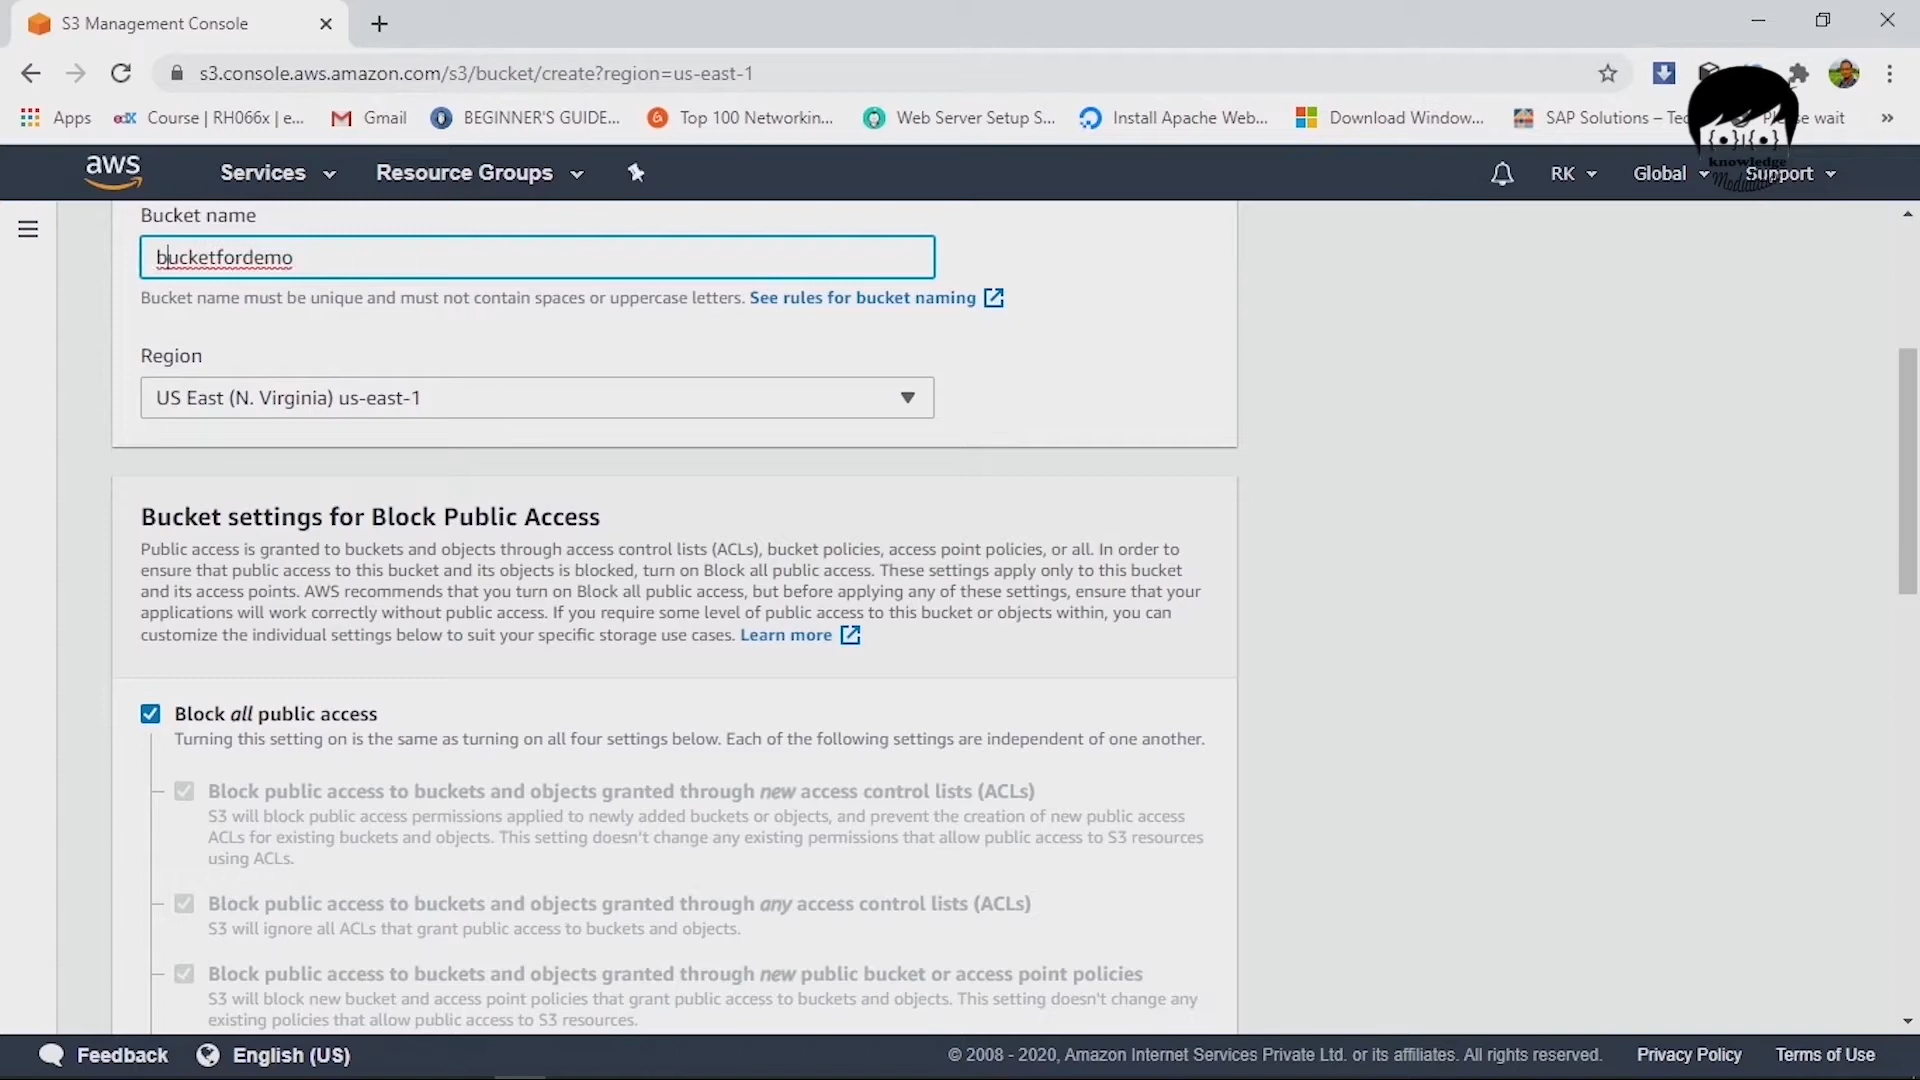 S3 Management Console
s3.console.aws.amazon.com/s3/bucket/create?region=us-east-1
Apps
Course | RH066x | e...
Gmail
BEGINNER'S GUIDE...
Top 100 Networkin...
Web Server Setup S...
Install Apache Web...
Download Window...
SAP Solutions – Tec
wait
»
knowledge
aws
Services
Resource Groups
RK
Global
Support
Bucket name
bucketfordemo
Bucket name must be unique and must not contain spaces or uppercase letters. See rules for bucket naming
Region
US East (N. Virginia) us-east-1
Bucket settings for Block Public Access
Public access is granted to buckets and objects through access control lists (ACLs), bucket policies, access point policies, or all. In order to
ensure that public access to this bucket and its objects is blocked, turn on Block all public access. These settings apply only to this bucket
and its access points. AWS recommends that you turn on Block all public access, but before applying any of these settings, ensure that your
applications will work correctly without public access. If you require some level of public access to this bucket or objects within, you can
customize the individual settings below to suit your specific storage use cases. Learn more
Block all public access
Turning this setting on is the same as turning on all four settings below. Each of the following settings are independent of one another.
Block public access to buckets and objects granted through new access control lists (ACLs)
S3 will block public access permissions applied to newly added buckets or objects, and prevent the creation of new public access
ACLs for existing buckets and objects. This setting doesn't change any existing permissions that allow public access to S3 resources
using ACLs.
Block public access to buckets and objects granted through any access control lists (ACLs)
S3 will ignore all ACLs that grant public access to buckets and objects.
Block public access to buckets and objects granted through new public bucket or access point policies
S3 will block new bucket and access point policies that grant public access to buckets and objects. This setting doesn't change any
existing policies that allow public access to S3 resources.
Feedback
English (US)
© 2008 - 2020, Amazon Internet Services Private Ltd. or its affiliates. All rights reserved.
Privacy Policy
Terms of Use